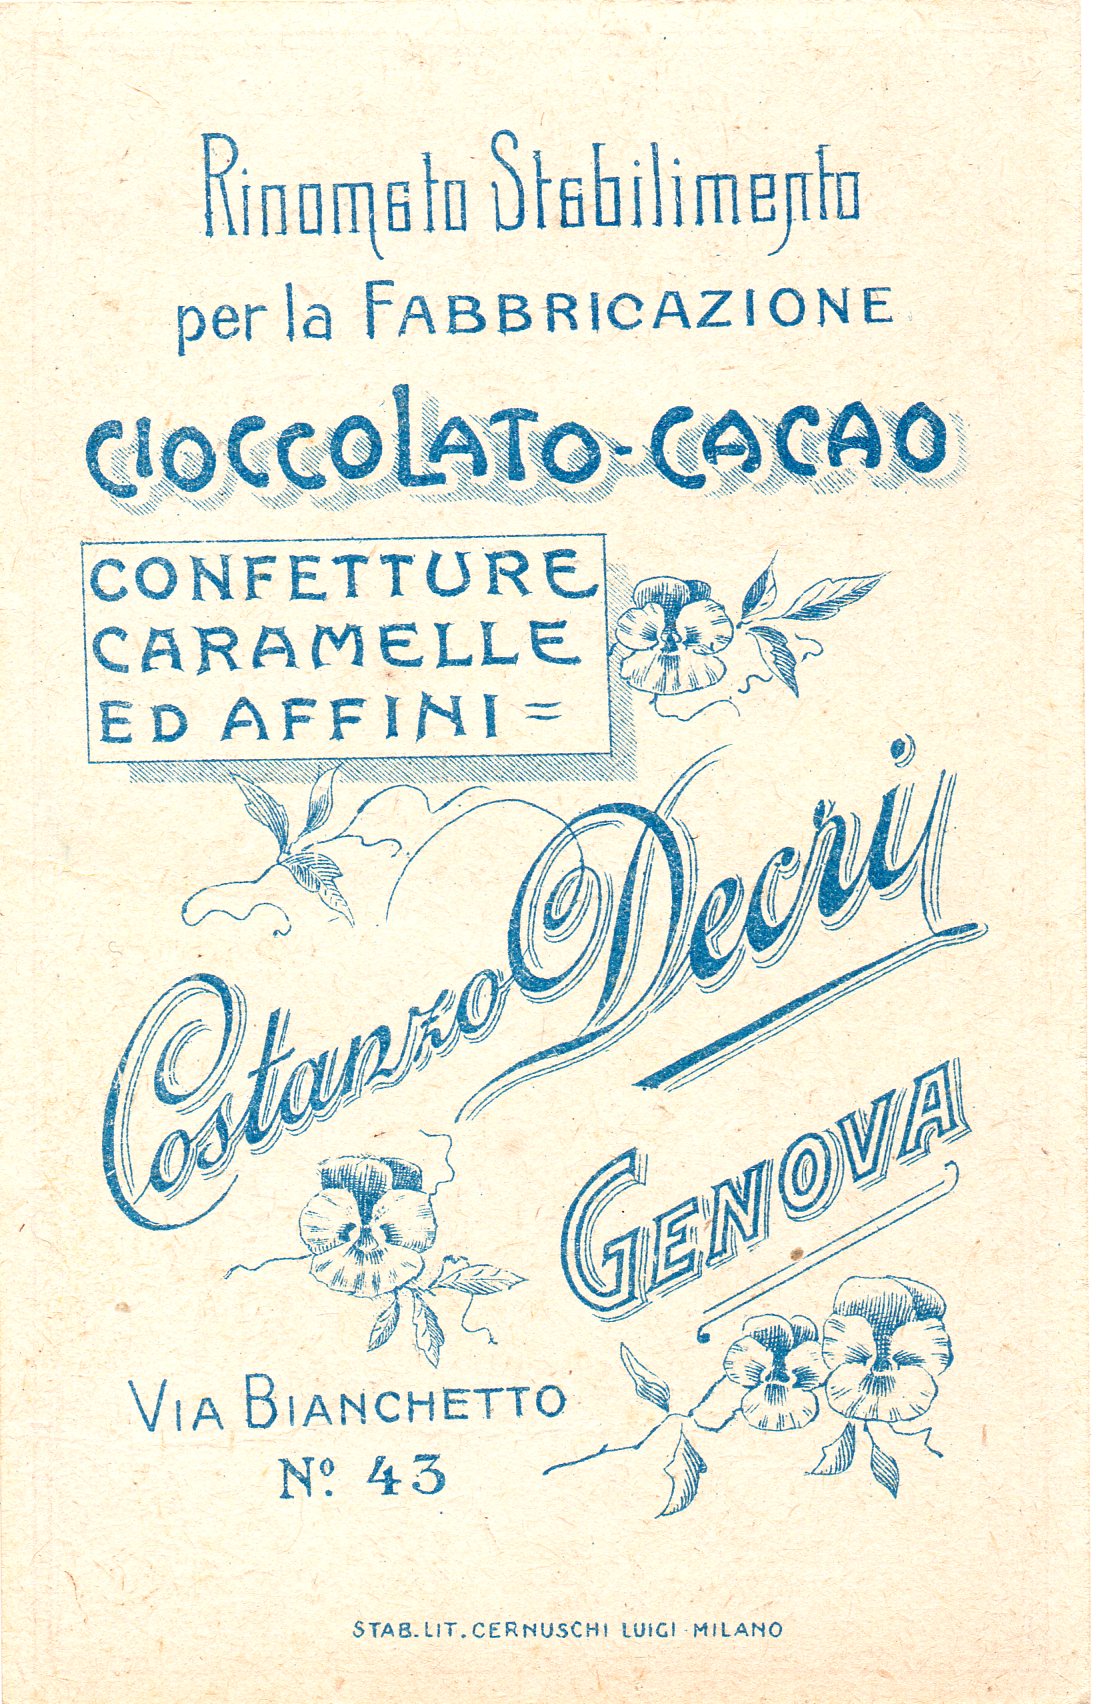 Rinomato Stabilimento
per la FABBRICAZIONE
CIOCCOLATO-CACAO
CONFETTURE
CARAMELLE
ED AFFINI =
Costanzo Decri
GENOVA
VIA BIANCHETTO
Nº. 43
STAB. LIT. CERNUSCHI LUIGI - MILANO